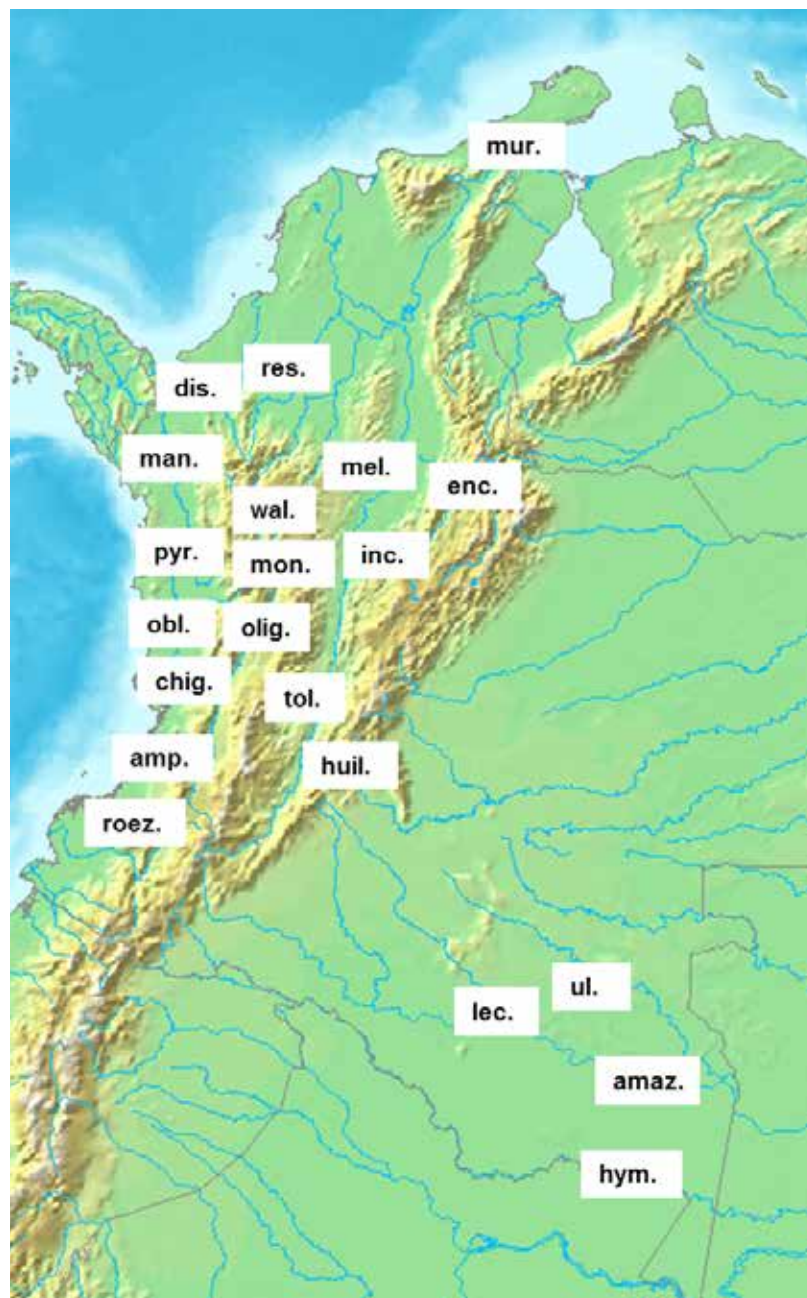 mur.
res.
dis.
man.
mel.
enc.
wal.
pyr.
mon.
inc.
obl.
olig.
chig.
tol.
amp.
huil.
roez.
ul.
lec.
amaz.
hym.